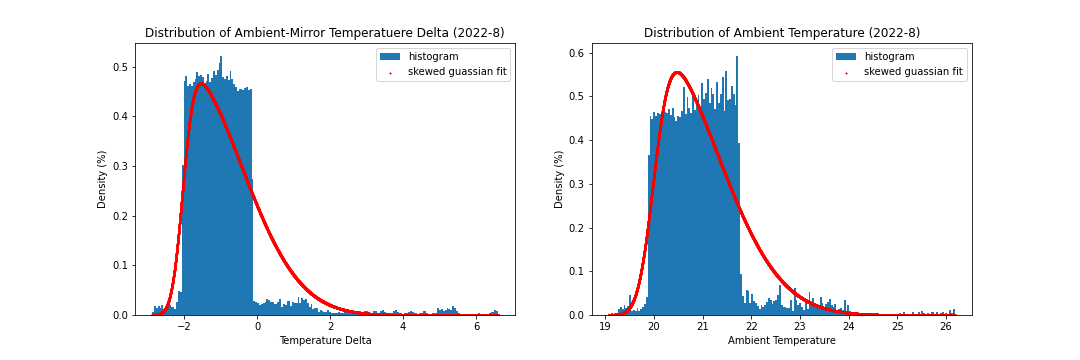 Distribution of Ambient-Mirror Temperatuere Delta (2022-8)
histogram
skewed guassian fit
Density (%)
0.5
0.4
0.3
0.2
0.1
0.0
−2
0
2
4
6
Temperature Delta
Distribution of Ambient Temperature (2022-8)
histogram
skewed guassian fit
Density (%)
0.6
0.5
0.4
0.3
0.2
0.1
0.0
19
20
21
22
23
24
25
26
Ambient Temperature